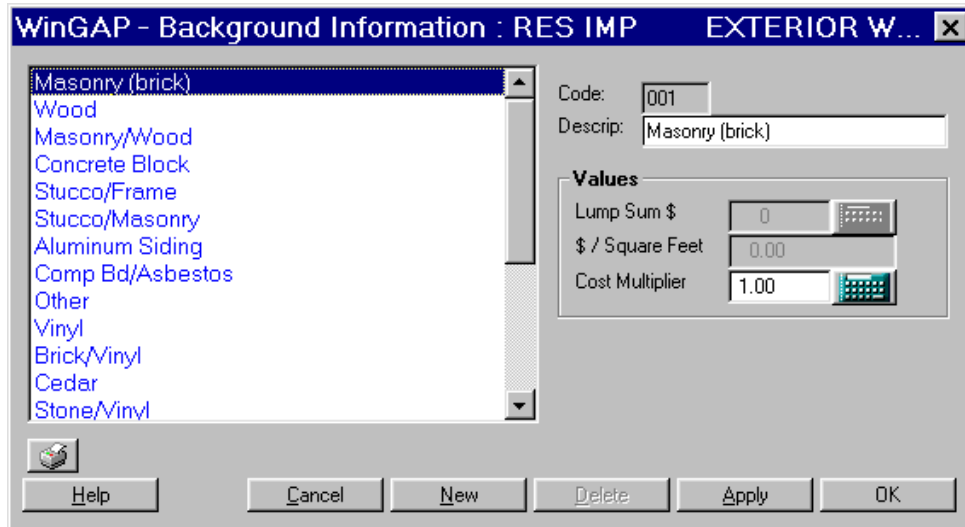 WinGAP - Background Information : RES IMP EXTERIOR W...
Masonry (brick)
Wood
Masonry/Wood
Concrete Block
Stucco/Frame
Stucco/Masonry
Aluminum Siding
Comp Bd/Asbestos
Other
Vinyl
Brick/Vinyl
Cedar
Stone/Vinyl
Code: 001
Descrip: Masonry (brick)
Values
Lump Sum $ 0
$ / Square Feet 0.00
Cost Multiplier 1.00
Help Cancel New Delete Apply OK